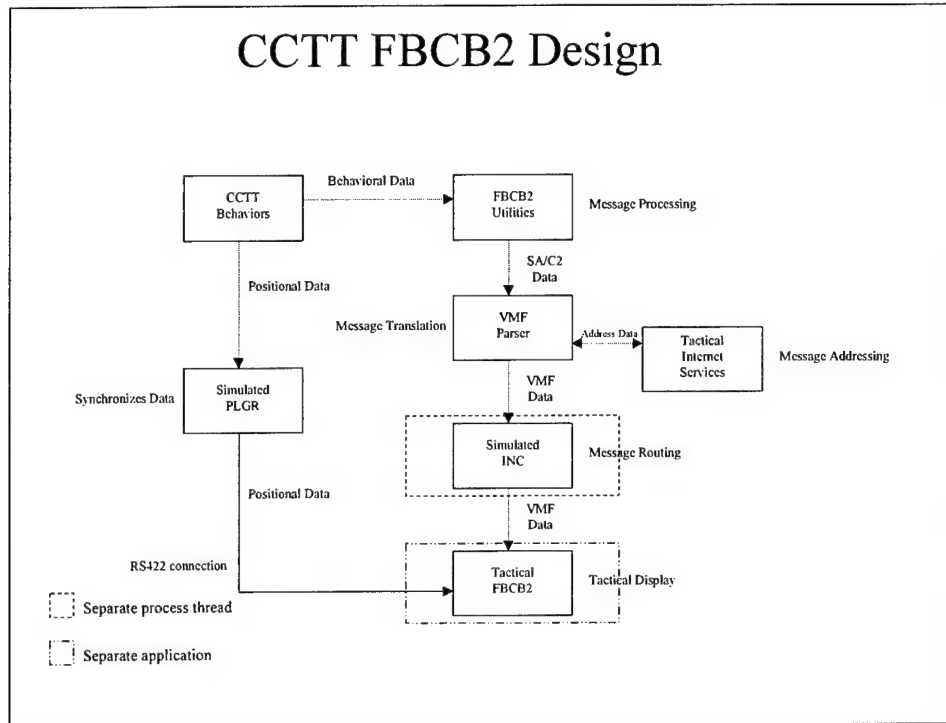 CCTT FBCB2 Design
CCTT
Behaviors
Behavioral Data
FBCB2
Utilities
Message Processing
Positional Data
SA/C2
Data
Message Translation
VMF
Parser
Address Data
Tactical
Internet
Services
Message Addressing
Synchronizes Data
Simulated
PLGR
VMF
Data
Simulated
INC
Message Routing
Positional Data
VMF
Data
RS422 connection
Tactical
FBCB2
Tactical Display
Separate process thread
Separate application